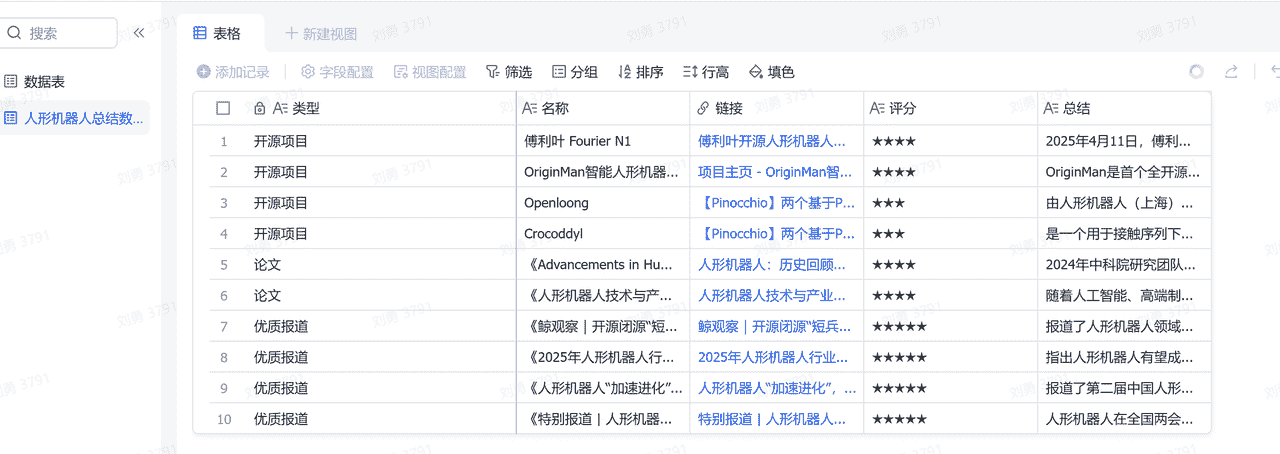 搜索
数据表
人形机器人总结数...
表格 新建视图
添加记录 字段配置 视图配置 筛选 分组 排序 行高 填色
类型 名称 链接 评分 总结
1 开源项目 傅利叶 Fourier N1 傅利叶开源人形机器人... ★★★★ 2025年4月11日，傅利...
2 开源项目 OriginMan智能人形机器... 项目主页 - OriginMan智... ★★★★ OriginMan是首个全开源...
3 开源项目 Openloong 【Pinocchio】两个基于P... ★★★ 由人形机器人（上海）...
4 开源项目 Crocoddyl 【Pinocchio】两个基于P... ★★★ 是一个用于接触序列下...
5 论文 《Advancements in Hu... 人形机器人：历史回顾... ★★★★ 2024年中科院研究团队...
6 论文 《人形机器人技术与产... 人形机器人技术与产业... ★★★★ 随着人工智能、高端制...
7 优质报道 《鲸观察｜开源闭源“短... 鲸观察｜开源闭源“短兵... ★★★★★ 报道了人形机器人领域...
8 优质报道 《2025年人形机器人行... 2025年人形机器人行业... ★★★★★ 指出人形机器人有望成...
9 优质报道 《人形机器人“加速进化”... 人形机器人“加速进化”，... ★★★★★ 报道了第二届中国人形...
10 优质报道 《特别报道｜人形机器... 特别报道｜人形机器人... ★★★★★ 人形机器人在全国两会...
刘勇 3791